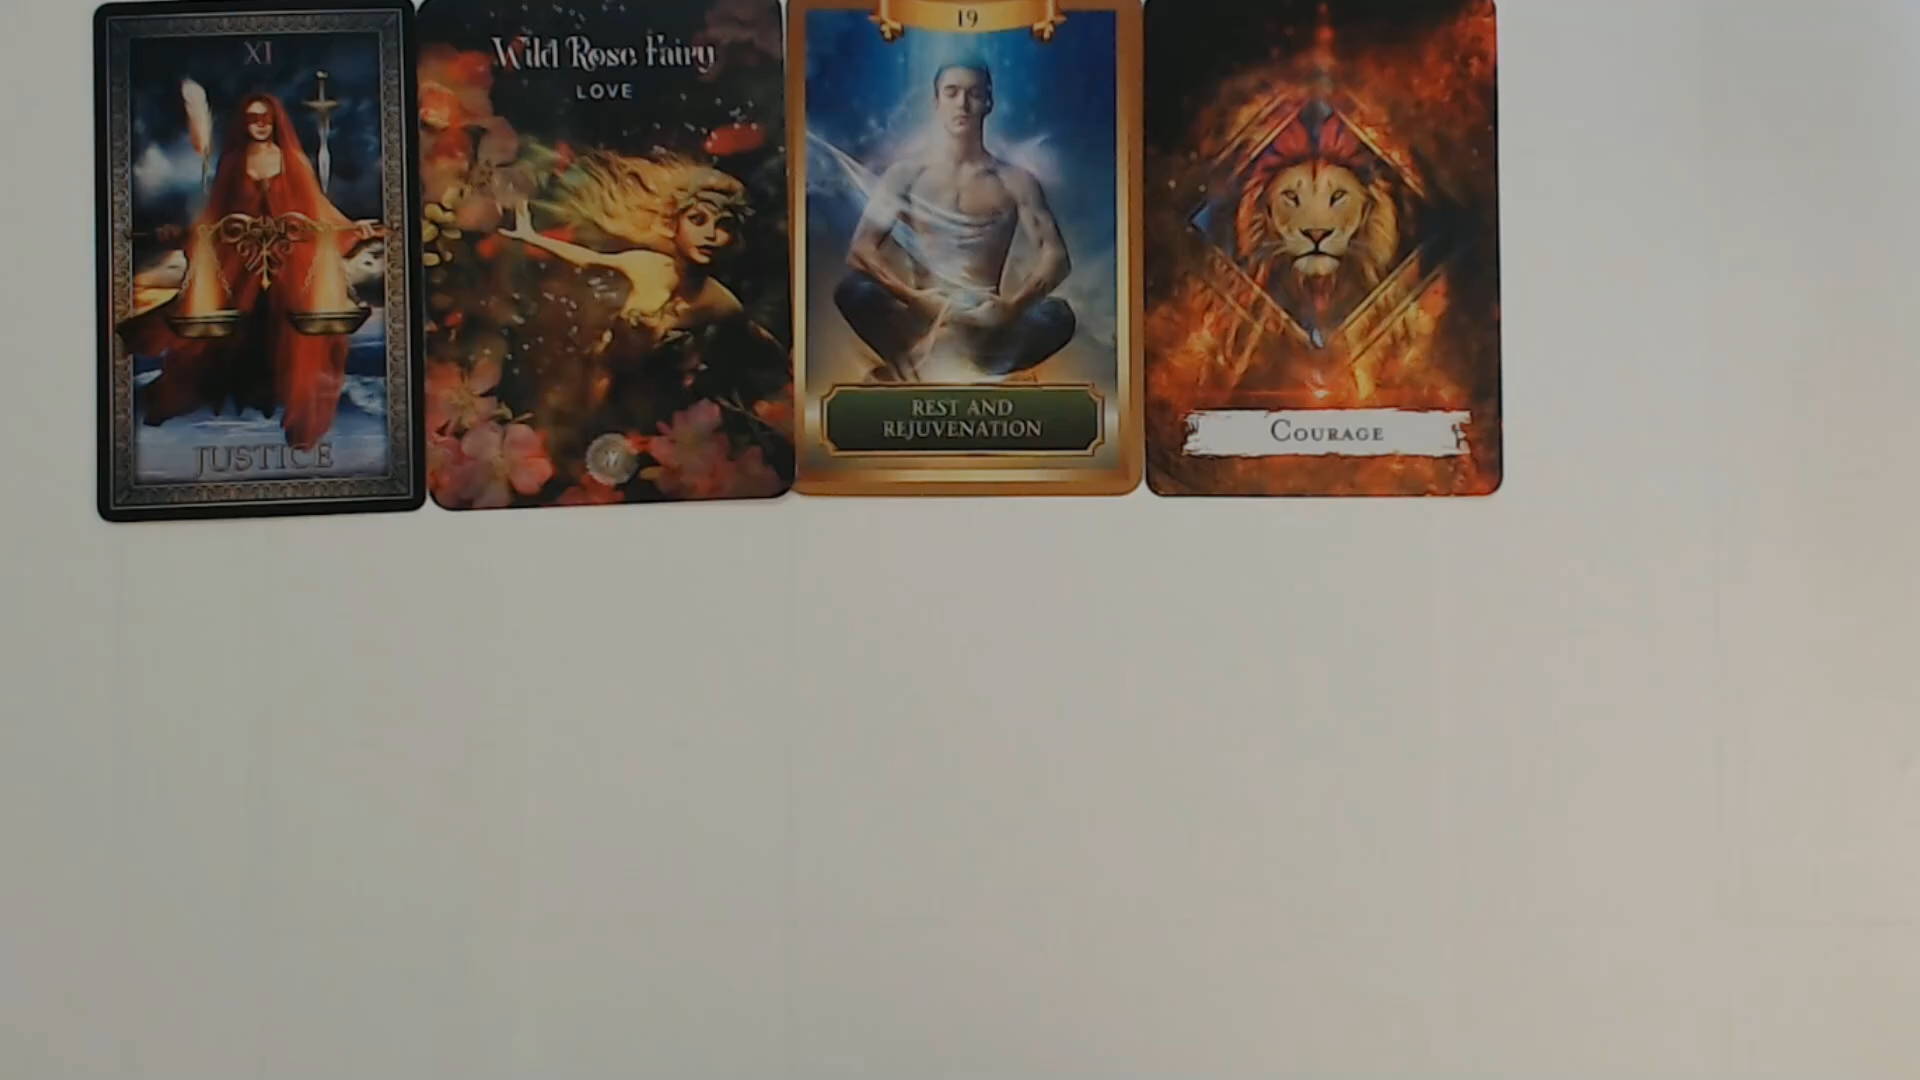 XI
JUSTICE
Wild Rose Fairy
LOVE
19
REST AND
REJUVENATION
COURAGE